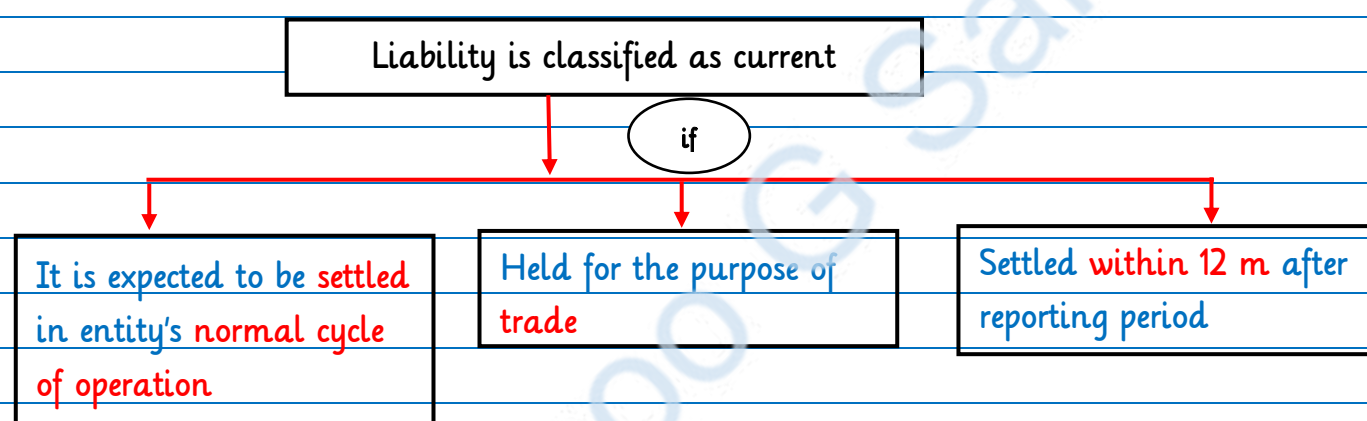 Liability is classified as current
if
It is expected to be settled
in entity's normal cycle
of operation
Held for the purpose of
trade
Settled within 12 m after
reporting period